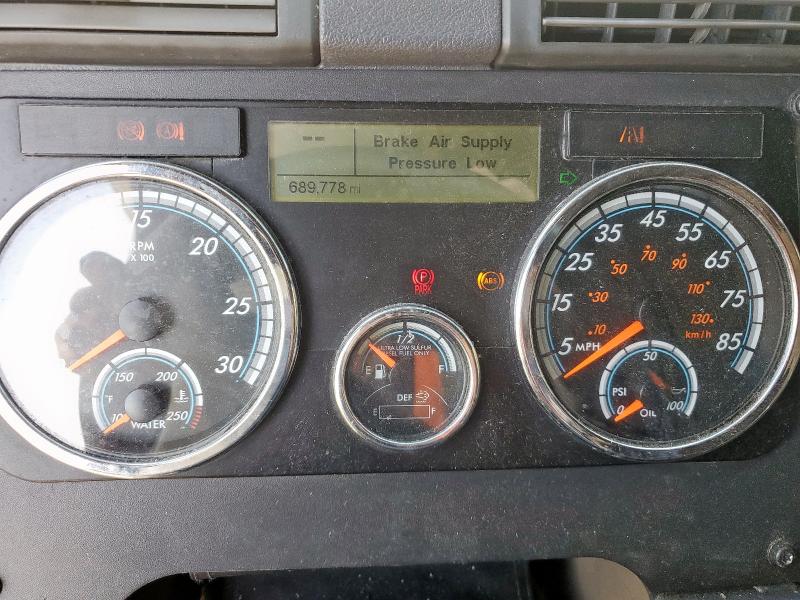 -- Brake Air Supply
Pressure Low
689,778 mi
15
20
25
30
RPM
X 100
150 200
°F
100 250
WATER
PARK
ABS
1/2
ULTRA LOW SULFUR
DIESEL FUEL ONLY
E F
DEF
E F
5 MPH
15
25
35
45
55
65
75
85
10
30
50
70
90
110
130
km/h
50
PSI
0 OIL 100